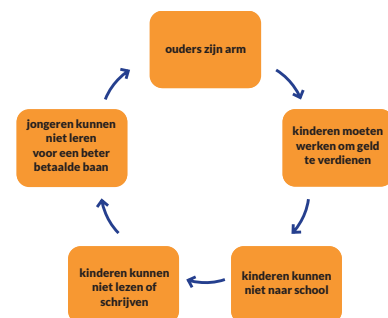 ouders zijn arm
kinderen moeten
werken om geld
te verdienen
kinderen kunnen
niet naar school
kinderen kunnen
niet lezen of
schrijven
jongeren kunnen
niet leren
voor een beter
betaalde baan